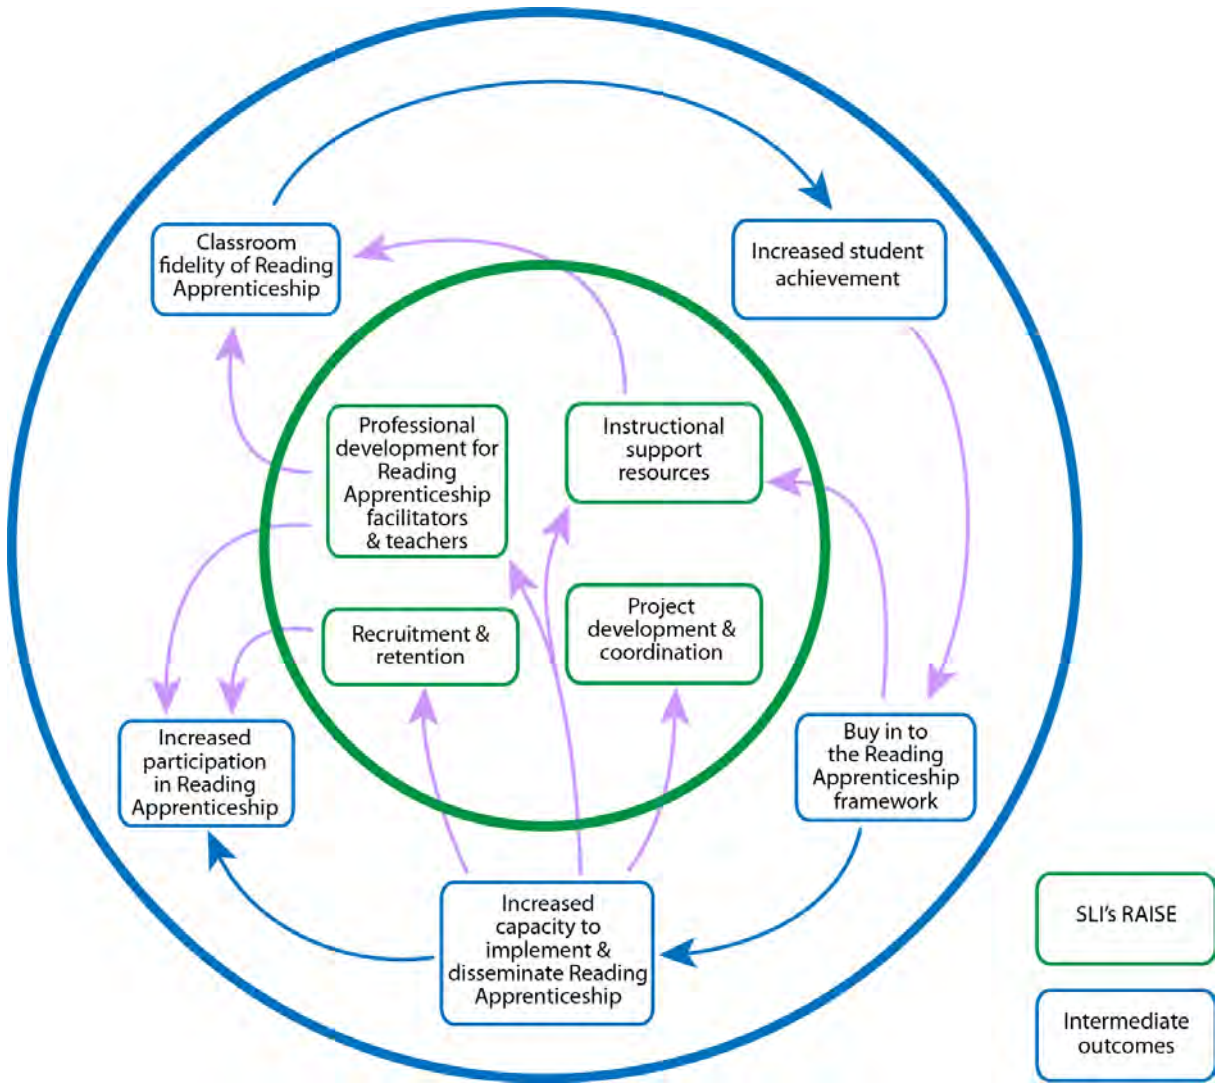 Classroom
fidelity of Reading
Apprenticeship
Increased student
achievement
Professional
development for
Reading
Apprenticeship
facilitators
& teachers
Instructional
support
resources
Recruitment &
retention
Project
development &
coordination
Increased
participation
in Reading
Apprenticeship
Buy in to
the Reading
Apprenticeship
framework
Increased
capacity to
implement &
disseminate Reading
Apprenticeship
SLI's RAISE
Intermediate
outcomes